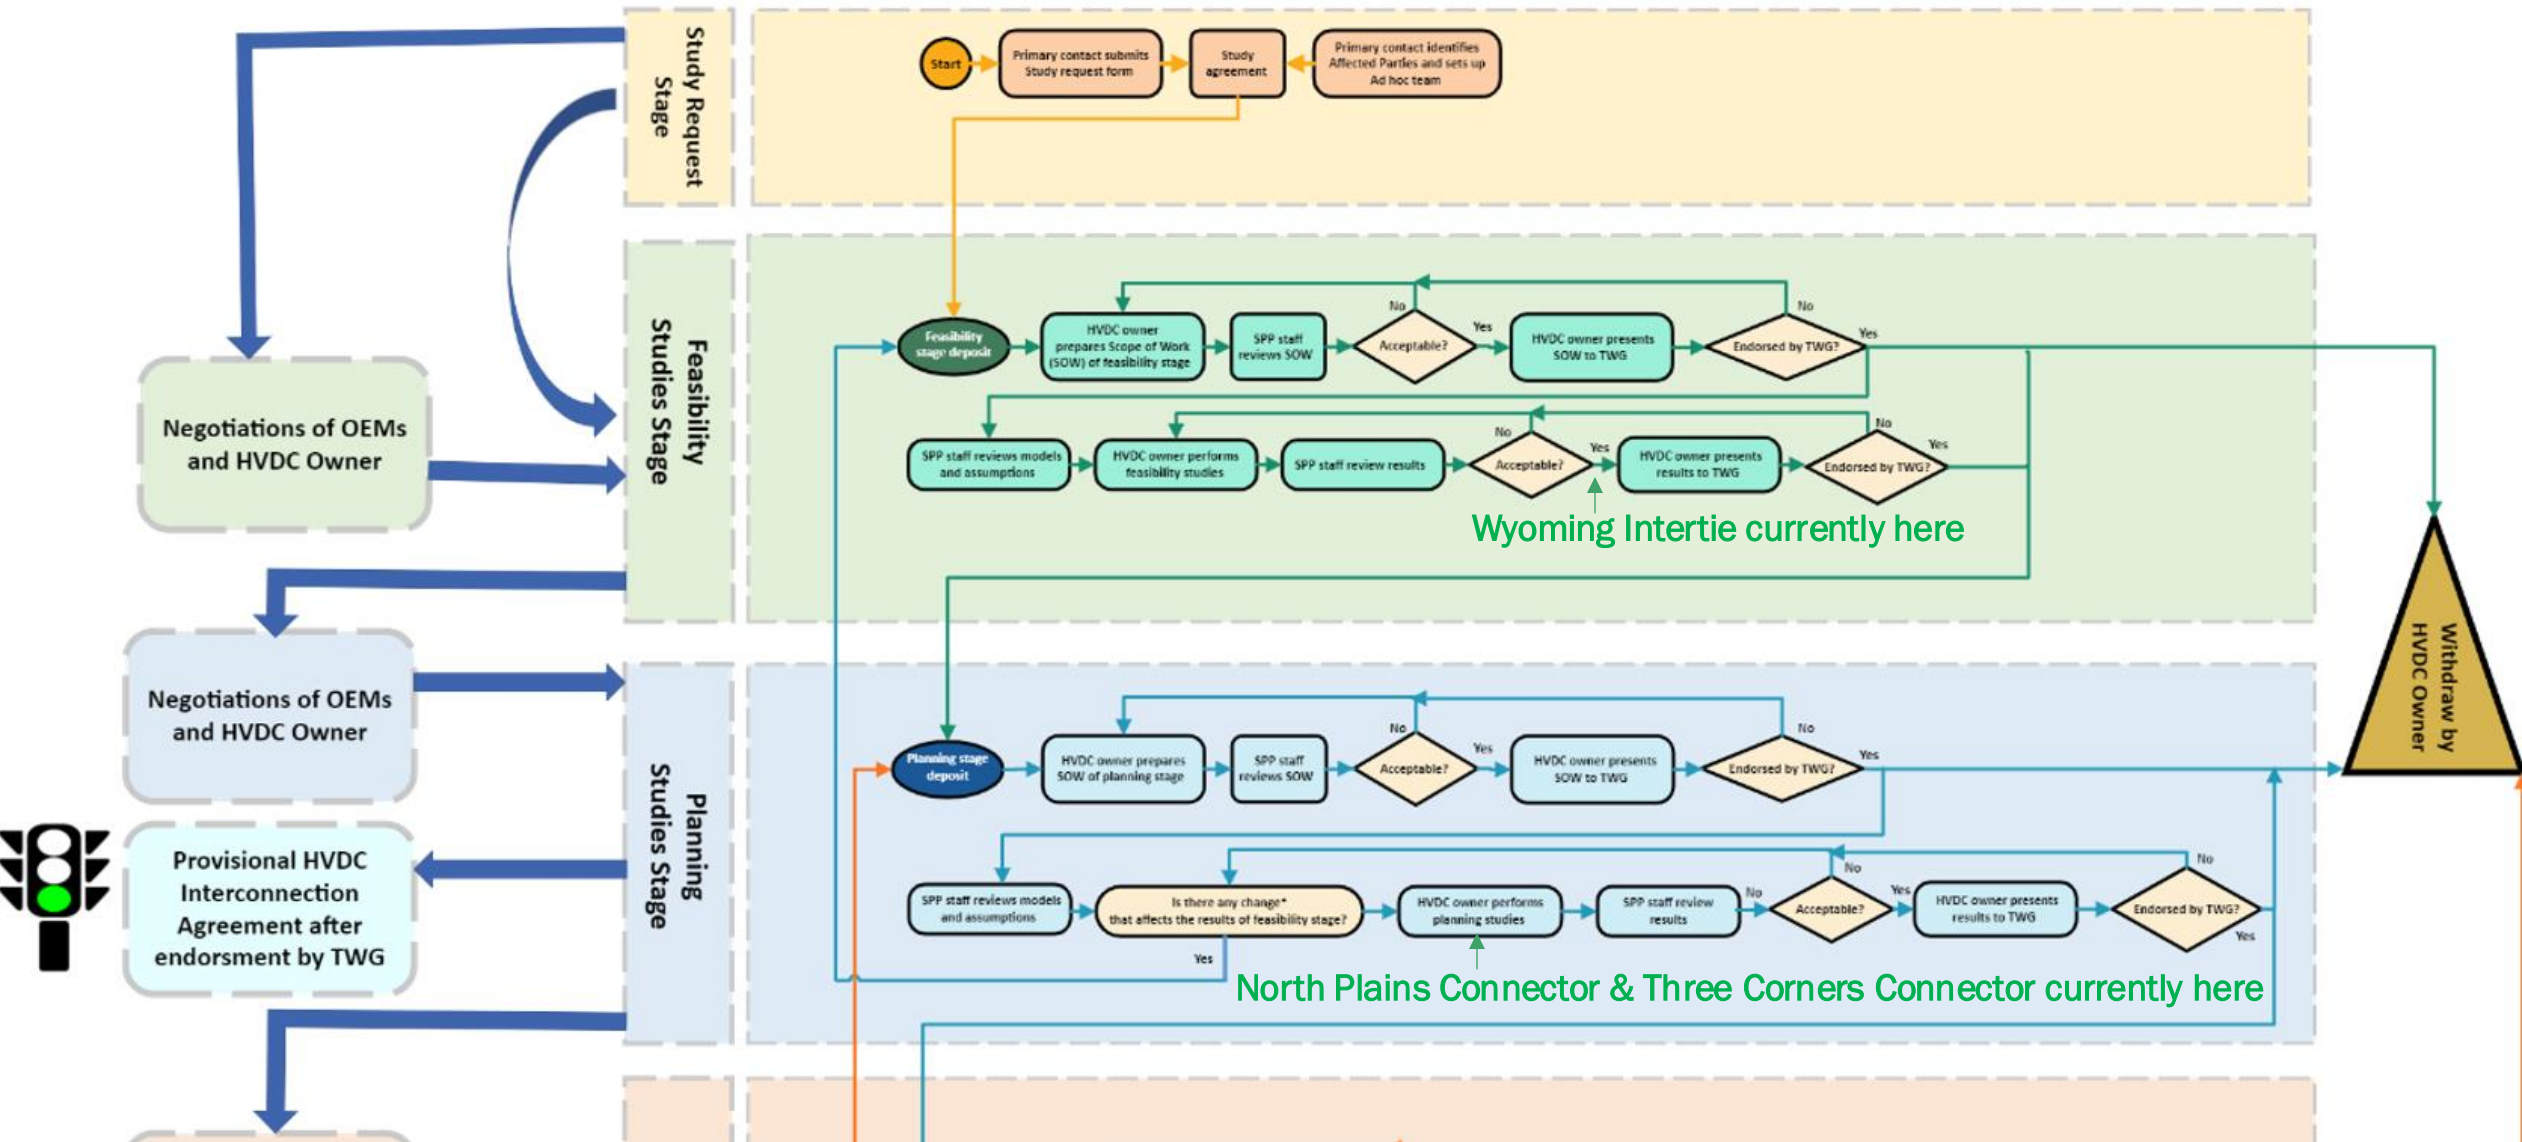 Study Request
Stage
Start
Primary contact submits
Study request form
Study
agreement
Primary contact identifies
Affected Parties and sets up
Ad hoc team
Feasibility
Studies Stage
Negotiations of OEMs
and HVDC Owner
Feasibility
stage deposit
HVDC owner
prepares Scope of Work
(SOW) of feasibility stage
SPP staff
reviews SOW
No
Acceptable?
Yes
HVDC owner presents
SOW to TWG
No
Endorsed by TWG?
Yes
SPP staff reviews models
and assumptions
HVDC owner performs
feasibility studies
SPP staff review results
No
Acceptable?
Yes
HVDC owner presents
results to TWG
No
Endorsed by TWG?
Yes
Wyoming Intertie currently here
Withdraw by
HVDC Owner
Negotiations of OEMs
and HVDC Owner
Provisional HVDC
Interconnection
Agreement after
endorsment by TWG
Planning
Studies Stage
Planning stage
deposit
HVDC owner prepares
SOW of planning stage
SPP staff
reviews SOW
No
Acceptable?
Yes
HVDC owner presents
SOW to TWG
No
Endorsed by TWG?
Yes
SPP staff reviews models
and assumptions
Is there any change*
that affects the results of feasibility stage?
Yes
HVDC owner performs
planning studies
SPP staff review
results
No
No
Acceptable?
Yes
HVDC owner presents
results to TWG
No
Endorsed by TWG?
Yes
North Plains Connector & Three Corners Connector currently here